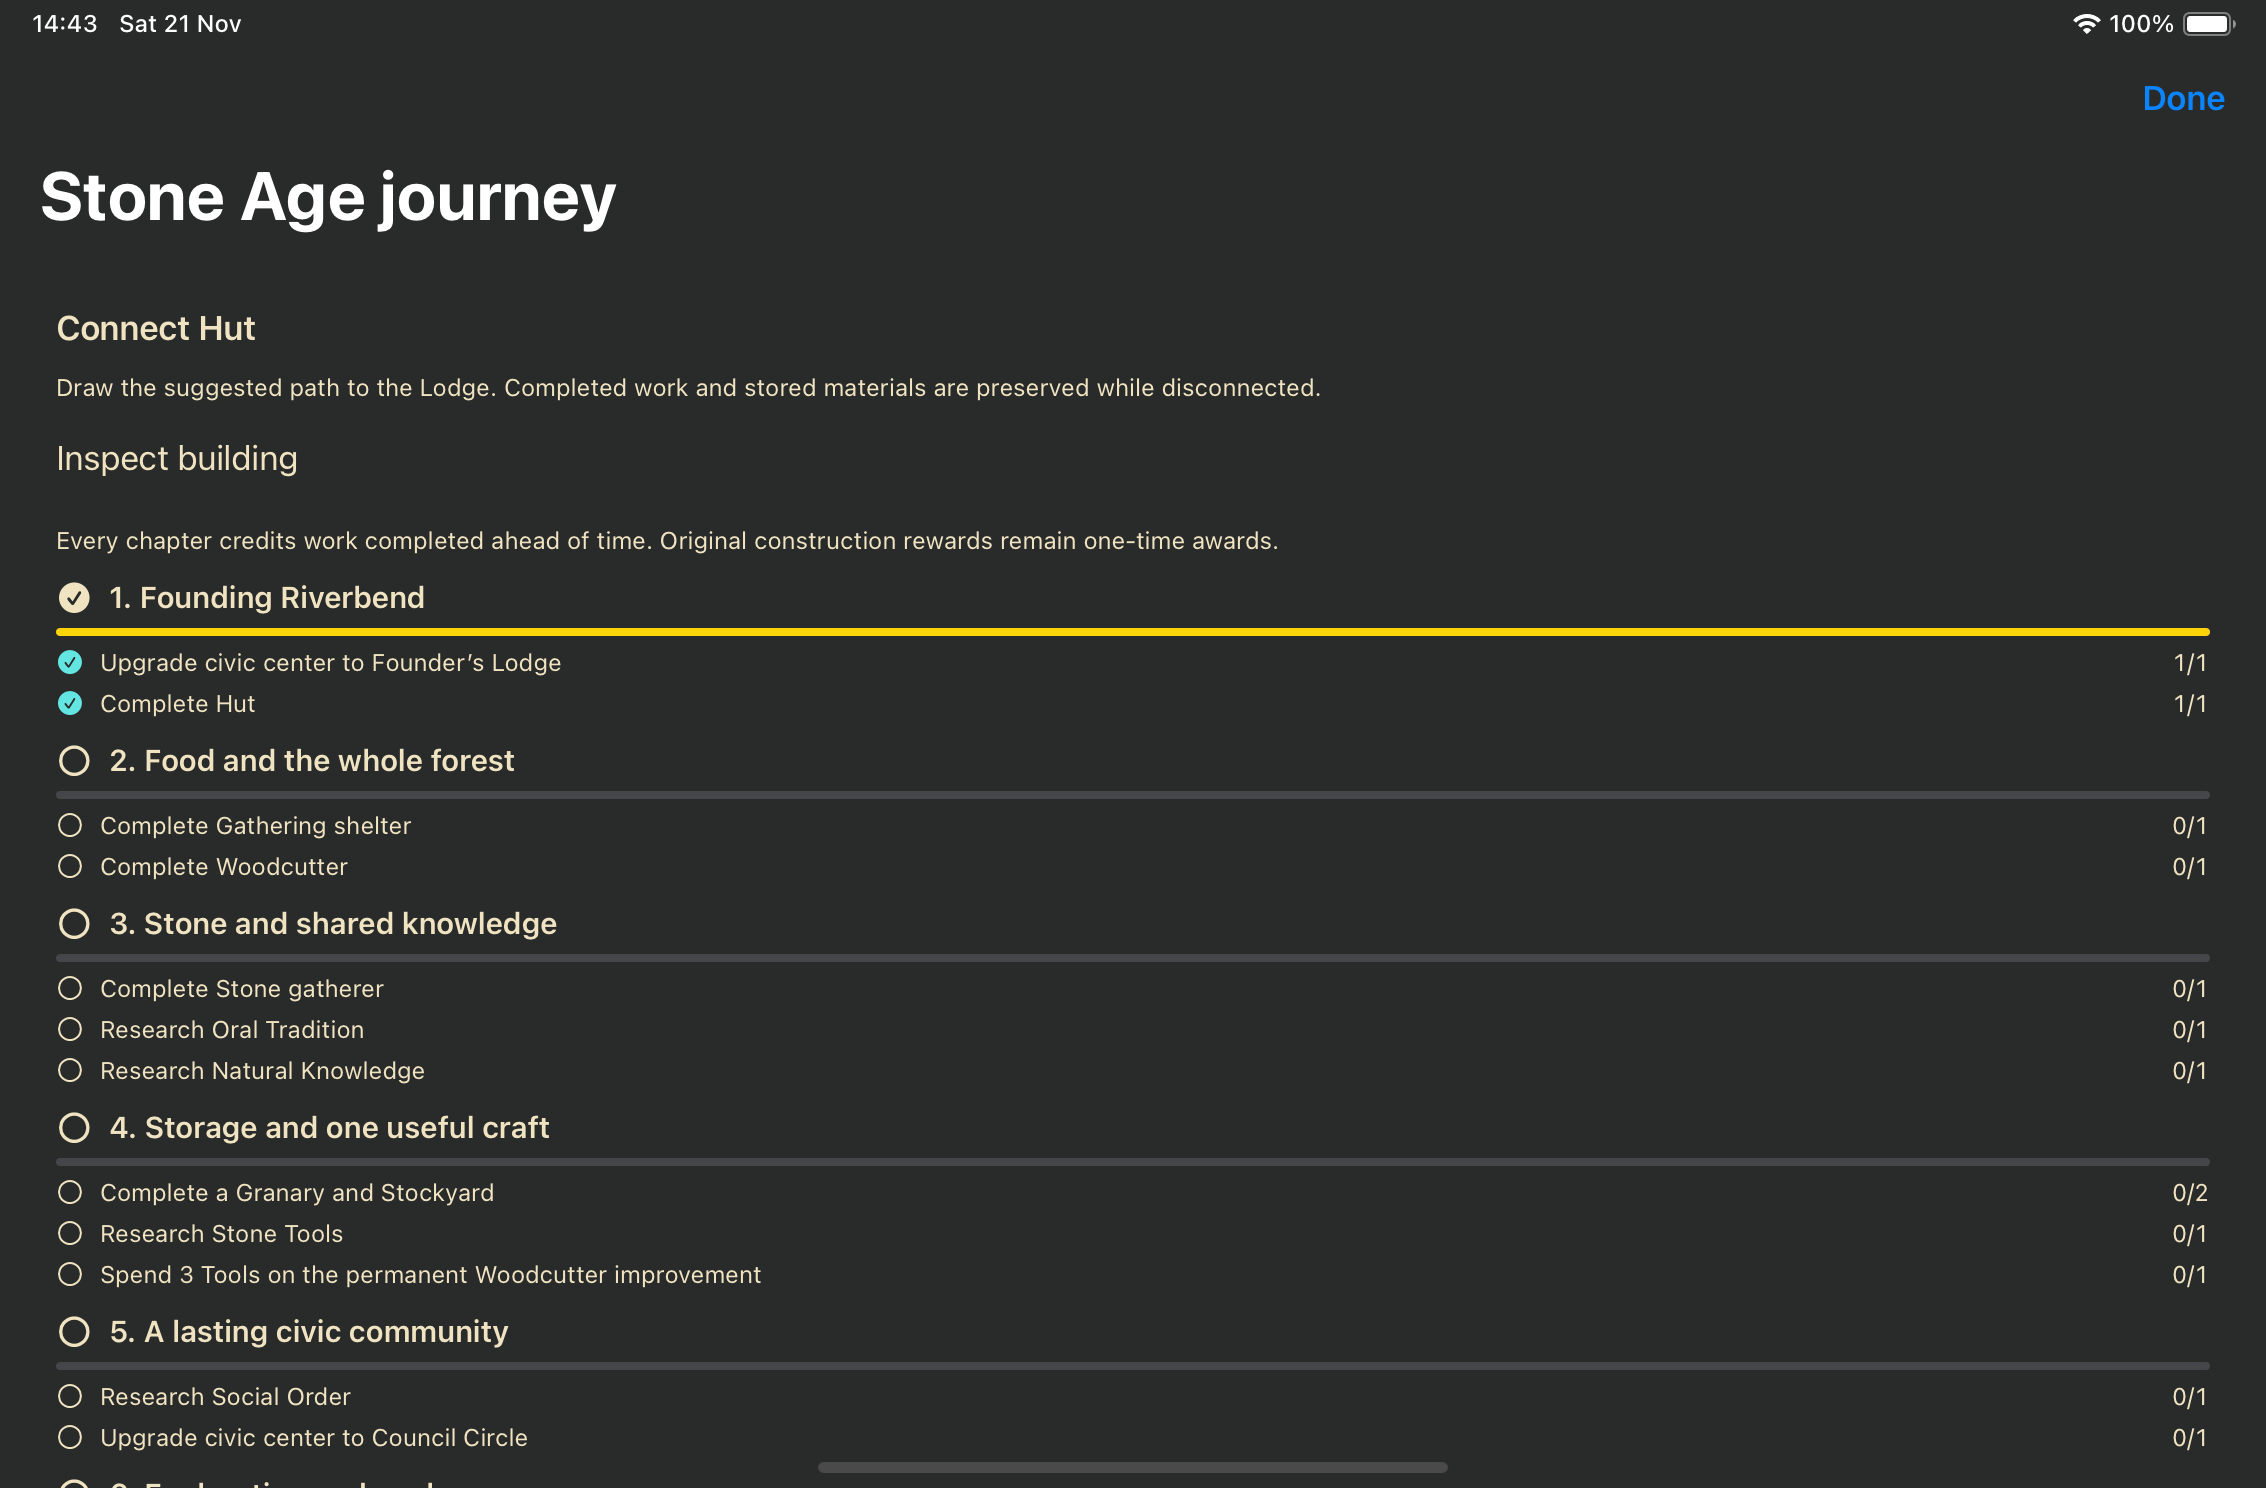 14:43 Sat 21 Nov
100%
Done
Stone Age journey
Connect Hut
Draw the suggested path to the Lodge. Completed work and stored materials are preserved while disconnected.
Inspect building
Every chapter credits work completed ahead of time. Original construction rewards remain one-time awards.
1. Founding Riverbend
Upgrade civic center to Founder’s Lodge 1/1
Complete Hut 1/1
2. Food and the whole forest
Complete Gathering shelter 0/1
Complete Woodcutter 0/1
3. Stone and shared knowledge
Complete Stone gatherer 0/1
Research Oral Tradition 0/1
Research Natural Knowledge 0/1
4. Storage and one useful craft
Complete a Granary and Stockyard 0/2
Research Stone Tools 0/1
Spend 3 Tools on the permanent Woodcutter improvement 0/1
5. A lasting civic community
Research Social Order 0/1
Upgrade civic center to Council Circle 0/1